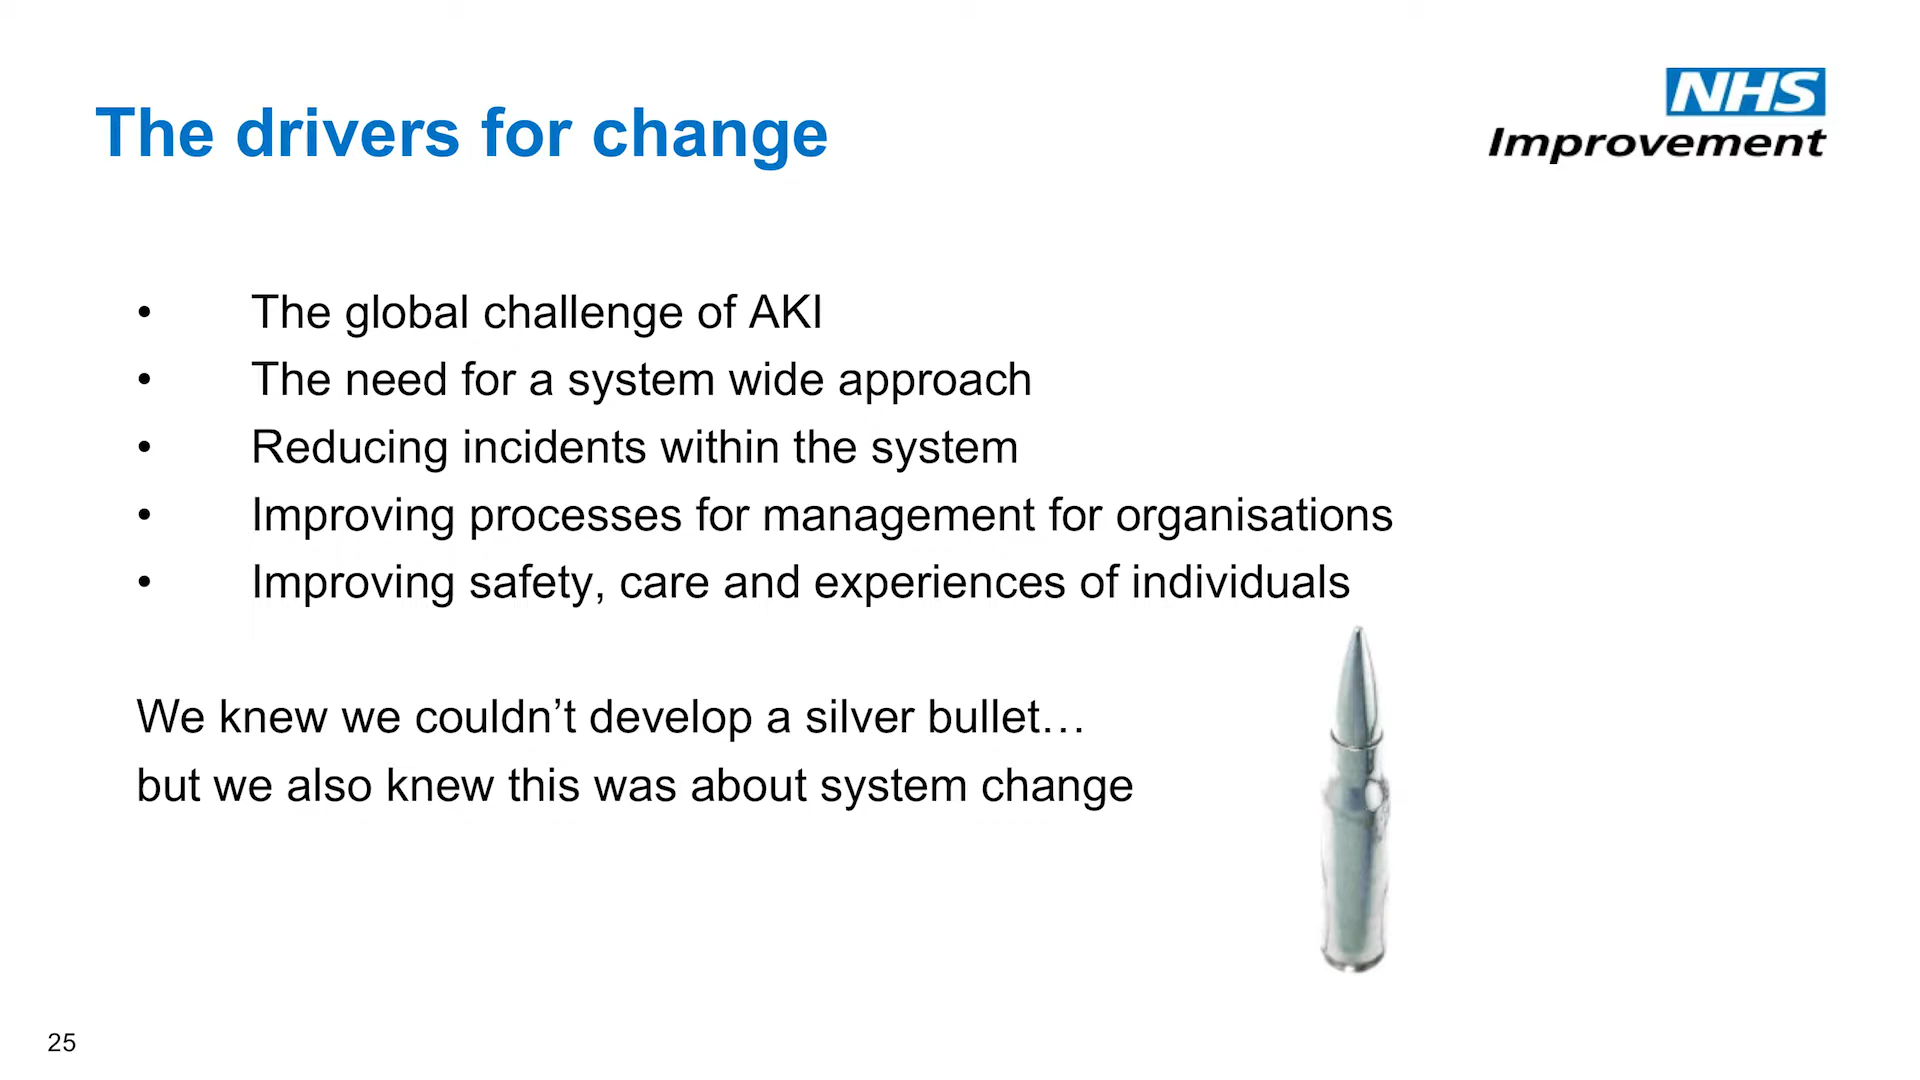 The drivers for change
NHS
Improvement
• The global challenge of AKI
• The need for a system wide approach
• Reducing incidents within the system
• Improving processes for management for organisations
• Improving safety, care and experiences of individuals
We knew we couldn’t develop a silver bullet…
but we also knew this was about system change
25